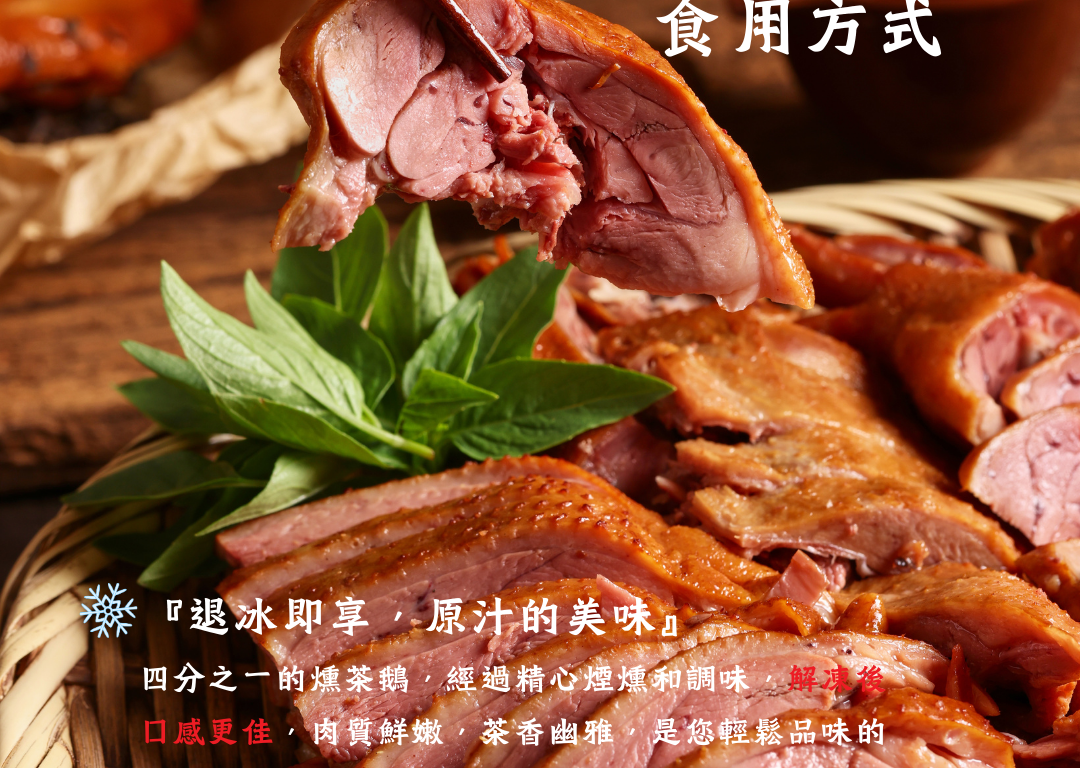 食用方式
『退冰即享，原汁的美味』
四分之一的燻茶鵝，經過精心煙燻和調味，解凍後
口感更佳，肉質鮮嫩，茶香幽雅，是您輕鬆品味的